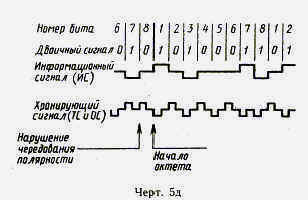 Номер бита 6 7 8 1 2 3 4 5 6 7 8 1 2
Двоичный сигнал 0 1 0 1 0 1 0 0 0 1 0 1 1
Информационный
сигнал (ИС)
Хронирующий
сигнал (ТС и ОС)
Нарушение
чередования
полярности
Начало
октета
Черт. 5д